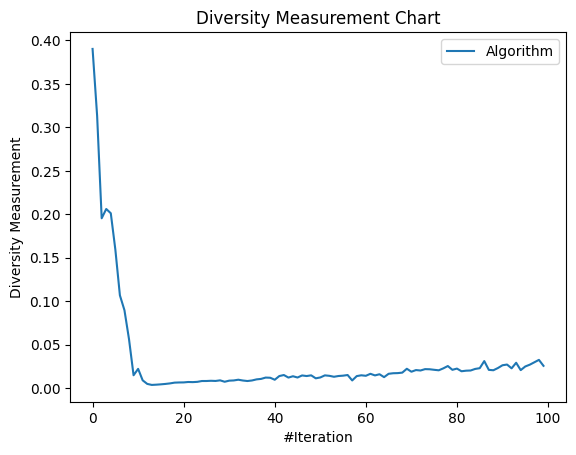 Diversity Measurement Chart
Algorithm
Diversity Measurement
0.40
0.35
0.30
0.25
0.20
0.15
0.10
0.05
0.00
0 20 40 60 80 100
#Iteration